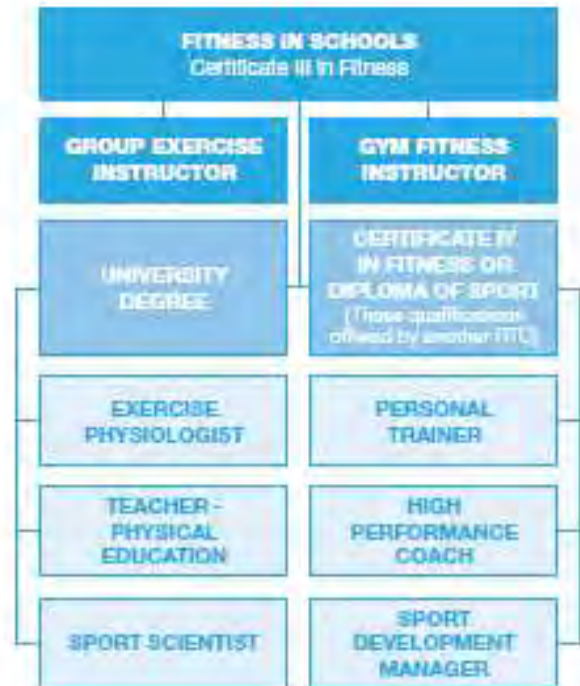 FITNESS IN SCHOOLS
Certificate III in Fitness
GROUP EXERCISE
INSTRUCTOR
GYM FITNESS
INSTRUCTOR
UNIVERSITY
DEGREE
CERTIFICATE IV
IN FITNESS OR
DIPLOMA OF SPORT
(These qualifications
offered by another RTO)
EXERCISE
PHYSIOLOGIST
PERSONAL
TRAINER
TEACHER -
PHYSICAL
EDUCATION
HIGH
PERFORMANCE
COACH
SPORT SCIENTIST
SPORT
DEVELOPMENT
MANAGER